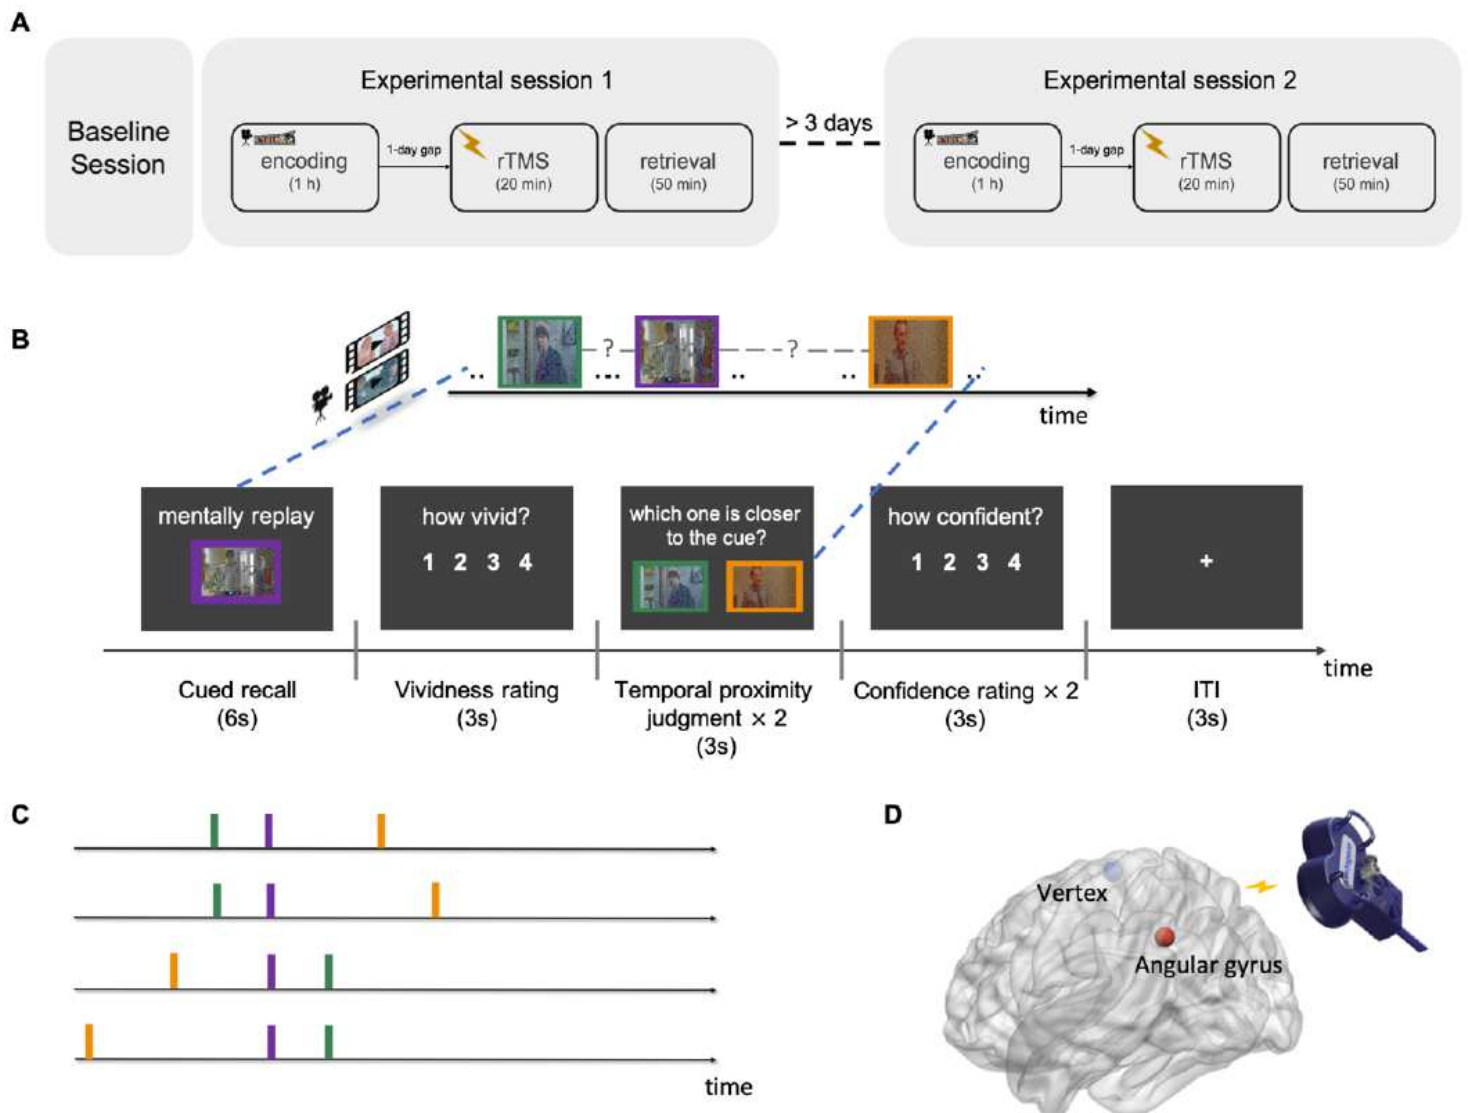 A
Baseline
Session
Experimental session 1
encoding
(1 h)
1-day gap
rTMS
(20 min)
retrieval
(50 min)
> 3 days
Experimental session 2
encoding
(1 h)
1-day gap
rTMS
(20 min)
retrieval
(50 min)
B
?
?
time
mentally replay
how vivid?
1 2 3 4
which one is closer
to the cue?
how confident?
1 2 3 4
+
time
Cued recall
(6s)
Vividness rating
(3s)
Temporal proximity
judgment × 2
(3s)
Confidence rating × 2
(3s)
ITI
(3s)
C
time
D
Vertex
Angular gyrus